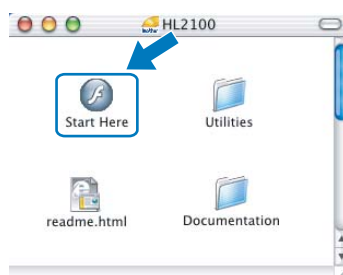 HL2100
Start Here
Utilities
readme.html
Documentation